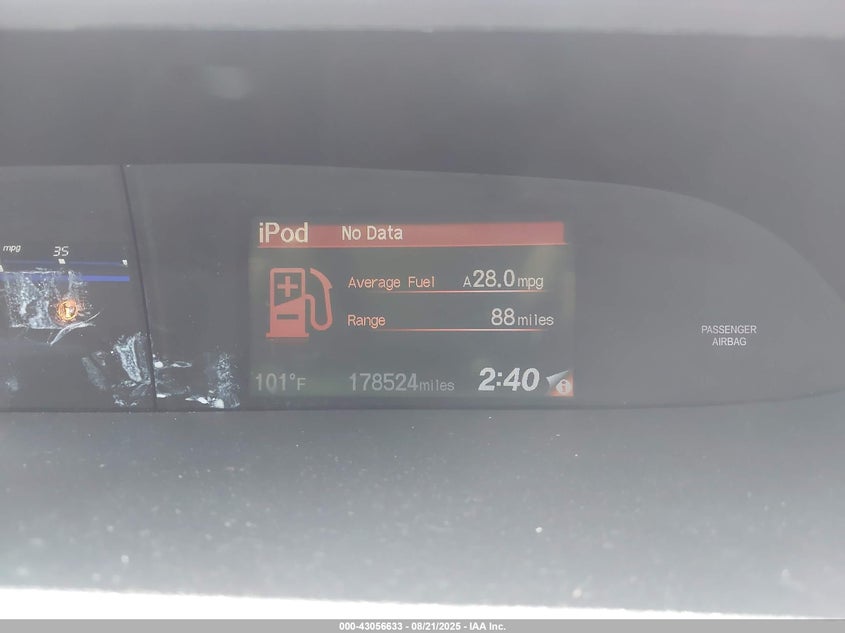 iPod No Data
mpg 35
Average Fuel A28.0mpg
Range 88miles
PASSENGER
AIRBAG
101°F 178524miles 2:40 i
000-43056633 - 08/21/2025 - IAA Inc.